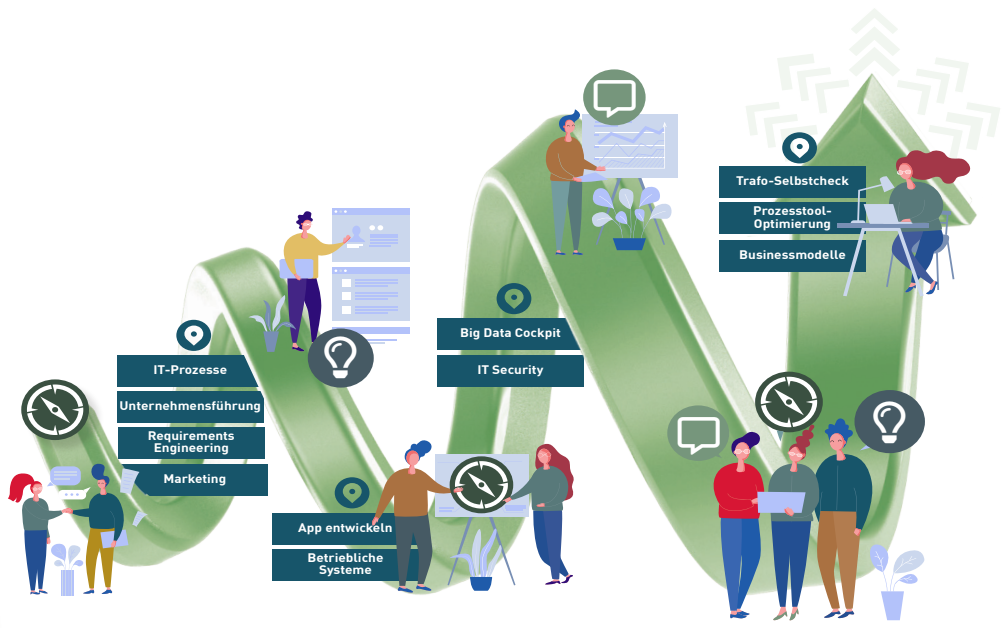 IT-Prozesse
Unternehmensführung
Requirements
Engineering
Marketing
App entwickeln
Betriebliche
Systeme
Big Data Cockpit
IT Security
Trafo-Selbstcheck
Prozesstool-
Optimierung
Businessmodelle